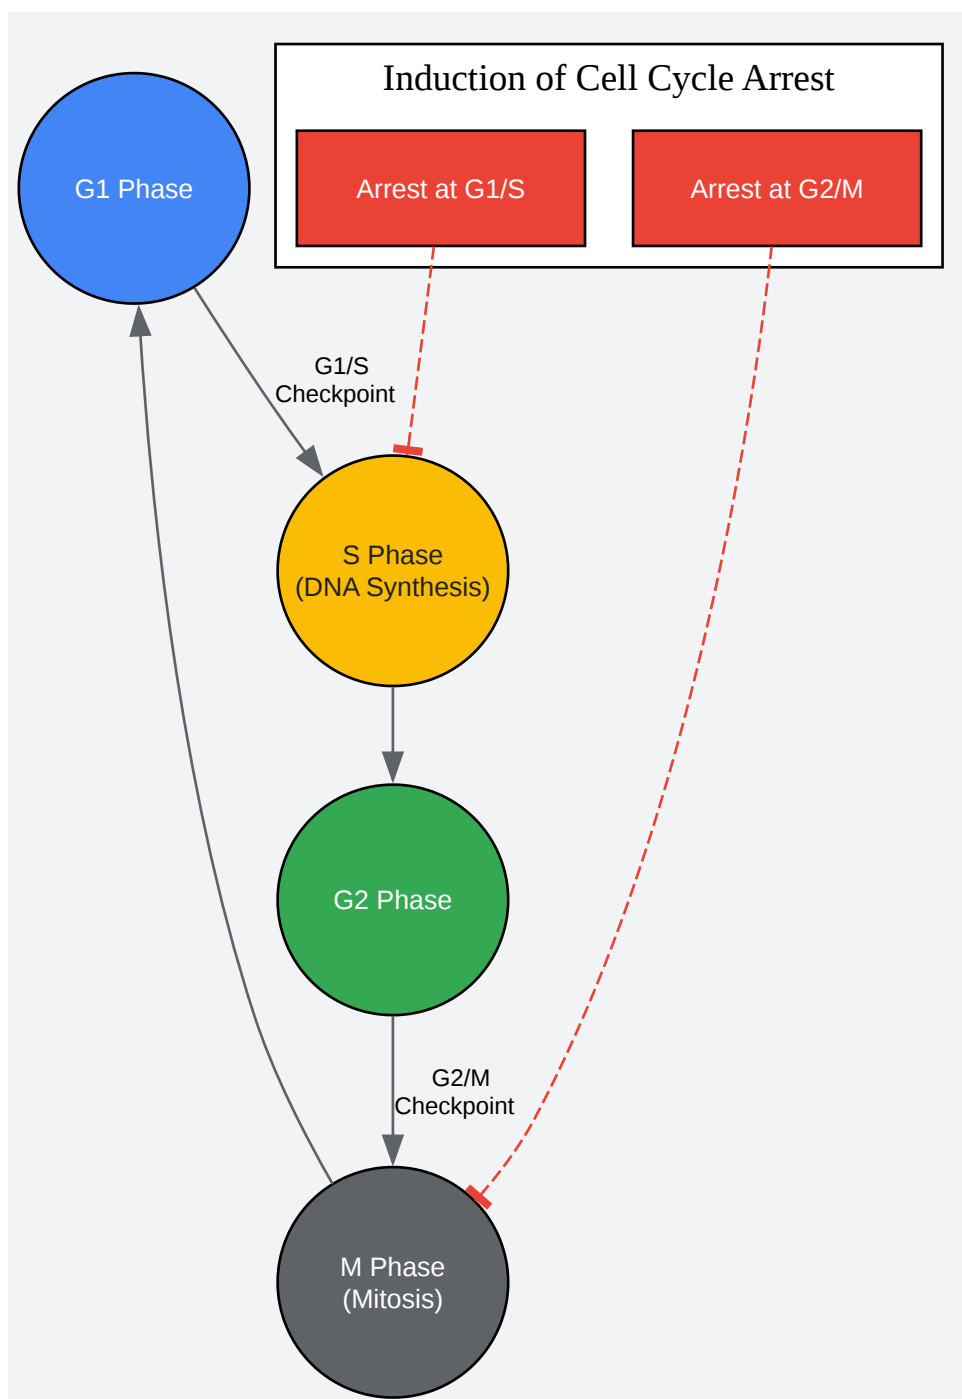 Induction of Cell Cycle Arrest
G1 Phase
Arrest at G1/S
Arrest at G2/M
G1/S
Checkpoint
S Phase
(DNA Synthesis)
G2 Phase
G2/M
Checkpoint
M Phase
(Mitosis)